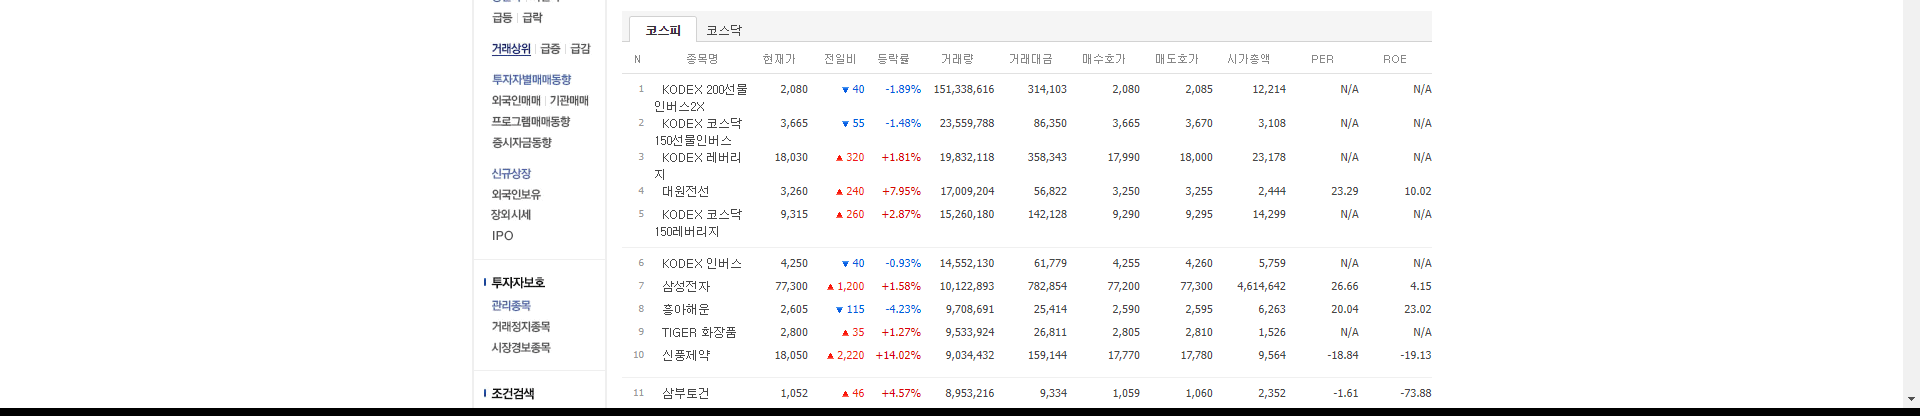 급등 급락
거래상위 급증 급감
투자자별매매동향
외국인매매 기관매매
프로그램매매동향
증시자금동향
신규상장
외국인보유
장외시세
IPO
투자자보호
관리종목
거래정지종목
시장경보종목
조건검색
코스피 코스닥
N 종목명 현재가 전일비 등락률 거래량 거래대금 매수호가 매도호가 시가총액 PER ROE
1 KODEX 200선물 2,080 ▼ 40 -1.89% 151,338,616 314,103 2,080 2,085 12,214 N/A N/A
인버스2X
2 KODEX 코스닥 3,665 ▼ 55 -1.48% 23,559,788 86,350 3,665 3,670 3,108 N/A N/A
150선물인버스
3 KODEX 레버리 18,030 ▲ 320 +1.81% 19,832,118 358,343 17,990 18,000 23,178 N/A N/A
지
4 대원전선 3,260 ▲ 240 +7.95% 17,009,204 56,822 3,250 3,255 2,444 23.29 10.02
5 KODEX 코스닥 9,315 ▲ 260 +2.87% 15,260,180 142,128 9,290 9,295 14,299 N/A N/A
150레버리지
6 KODEX 인버스 4,250 ▼ 40 -0.93% 14,552,130 61,779 4,255 4,260 5,759 N/A N/A
7 삼성전자 77,300 ▲ 1,200 +1.58% 10,122,893 782,854 77,200 77,300 4,614,642 26.66 4.15
8 흥아해운 2,605 ▼ 115 -4.23% 9,708,691 25,414 2,590 2,595 6,263 20.04 23.02
9 TIGER 화장품 2,800 ▲ 35 +1.27% 9,533,924 26,811 2,805 2,810 1,526 N/A N/A
10 신풍제약 18,050 ▲ 2,220 +14.02% 9,034,432 159,144 17,770 17,780 9,564 -18.84 -19.13
11 삼부토건 1,052 ▲ 46 +4.57% 8,953,216 9,334 1,059 1,060 2,352 -1.61 -73.88